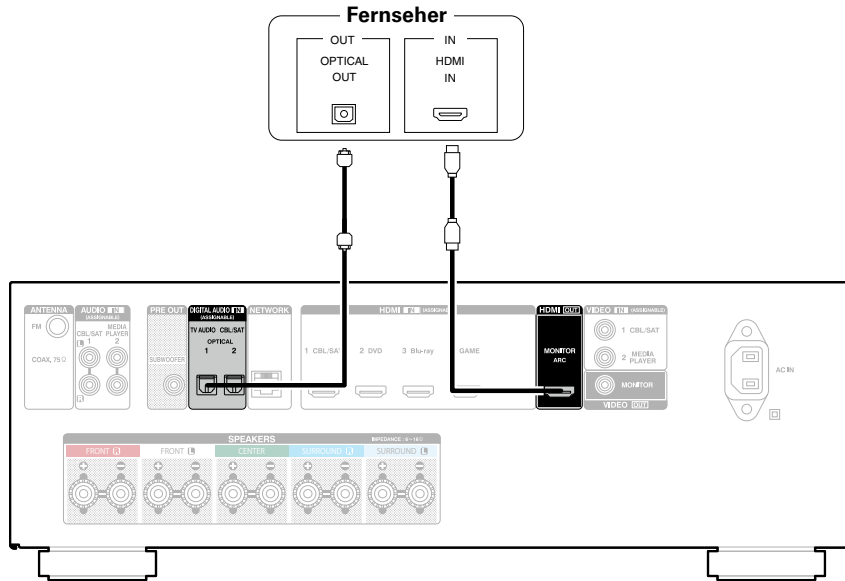 Fernseher
OUT
OPTICAL
OUT
IN
HDMI
IN
ANTENNA
FM
COAX, 75Ω
AUDIO IN
(ASSIGNABLE)
CBL/SAT MEDIA PLAYER
L 1 2
R
PRE OUT
SUBWOOFER
DIGITAL AUDIO IN
(ASSIGNABLE)
TV AUDIO CBL/SAT
OPTICAL
1 2
NETWORK
HDMI IN (ASSIGNABLE
1 CBL/SAT 2 DVD 3 Blu-ray GAME
HDMI OUT
MONITOR
ARC
VIDEO IN (ASSIGNABLE)
1 CBL/SAT
2 MEDIA PLAYER
MONITOR
VIDEO OUT
AC IN
SPEAKERS IMPEDANCE : 6~16Ω
FRONT R FRONT L CENTER SURROUND R SURROUND L